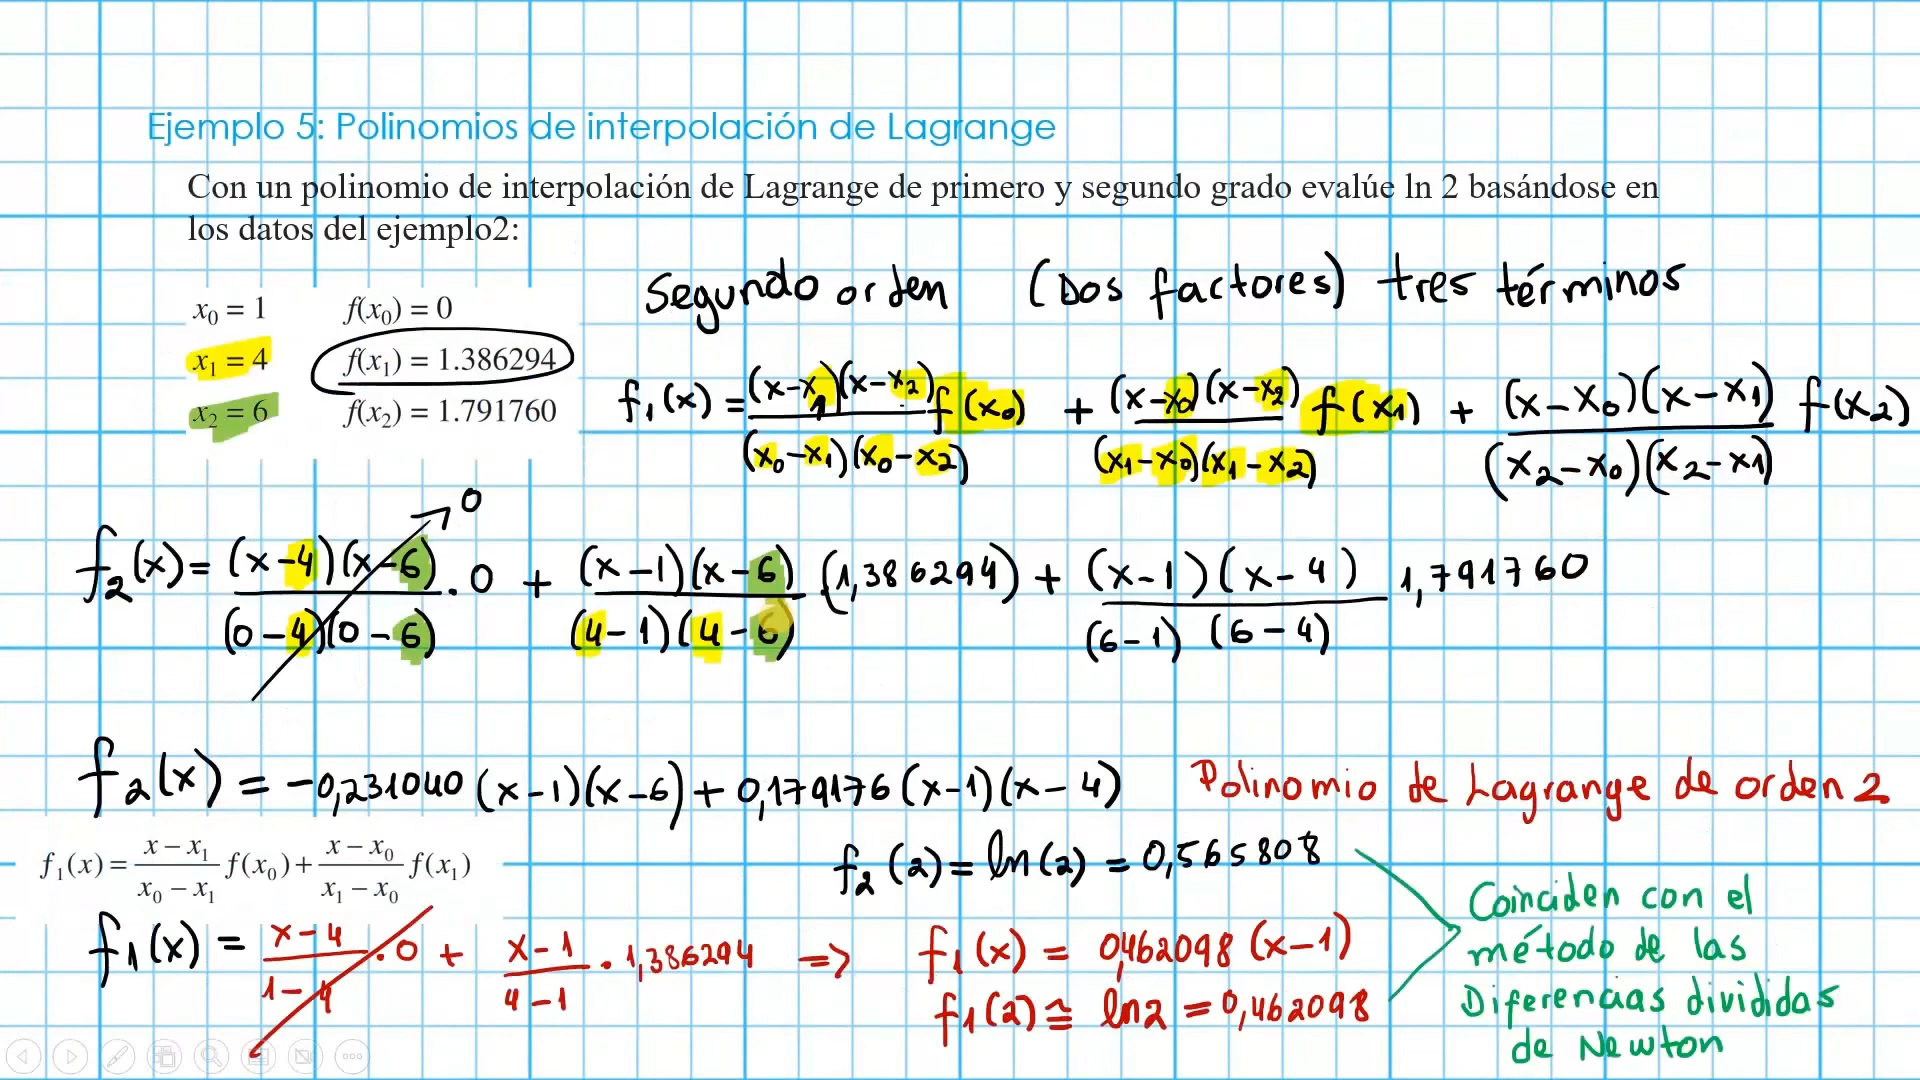 Ejemplo 5: Polinomios de interpolación de Lagrange
Con un polinomio de interpolación de Lagrange de primero y segundo grado evalúe ln 2 basándose en
los datos del ejemplo2:
x₀ = 1 f(x₀) = 0
x₁ = 4 f(x₁) = 1.386294
x₂ = 6 f(x₂) = 1.791760
Segundo orden (Dos factores) tres términos
f₁(x) = (x-x₁)(x-x₂)/(x₀-x₁)(x₀-x₂) f(x₀) + (x-x₀)(x-x₂)/(x₁-x₀)(x₁-x₂) f(x₁) + (x-x₀)(x-x₁)/(x₂-x₀)(x₂-x₁) f(x₂)
0
f₂(x) = (x-4)(x-6)/(0-4)(0-6) . 0 + (x-1)(x-6)/(4-1)(4-6) (1,386294) + (x-1)(x-4)/(6-1)(6-4) 1,791760
f₂(x) = -0,231040 (x-1)(x-6) + 0,179176 (x-1)(x-4) Polinomio de Lagrange de orden 2
f₁(x) = x-x₁/x₀-x₁ f(x₀) + x-x₀/x₁-x₀ f(x₁)
f₂(2) = ln(2) = 0,565808
f₁(x) = x-4/1-4 . 0 + x-1/4-1 . 1,386294 => f₁(x) = 0,462098 (x-1)
f₁(2) ≅ ln2 = 0,462098
Coinciden con el
método de las
Diferencias divididas
de Newton